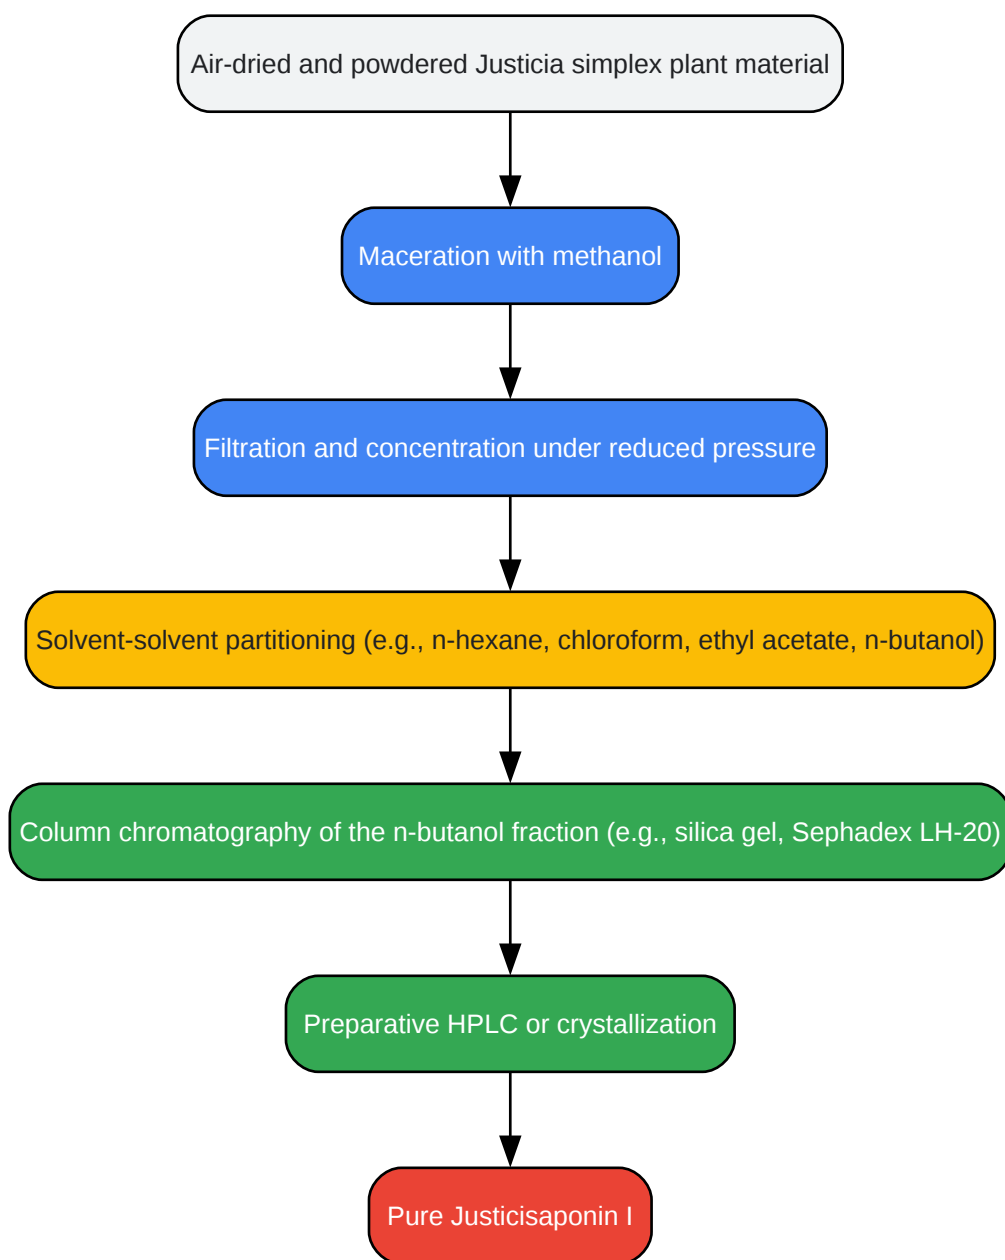 Air-dried and powdered Justicia simplex plant material
Maceration with methanol
Filtration and concentration under reduced pressure
Solvent-solvent partitioning (e.g., n-hexane, chloroform, ethyl acetate, n-butanol)
Column chromatography of the n-butanol fraction (e.g., silica gel, Sephadex LH-20)
Preparative HPLC or crystallization
Pure Justicisaponin I